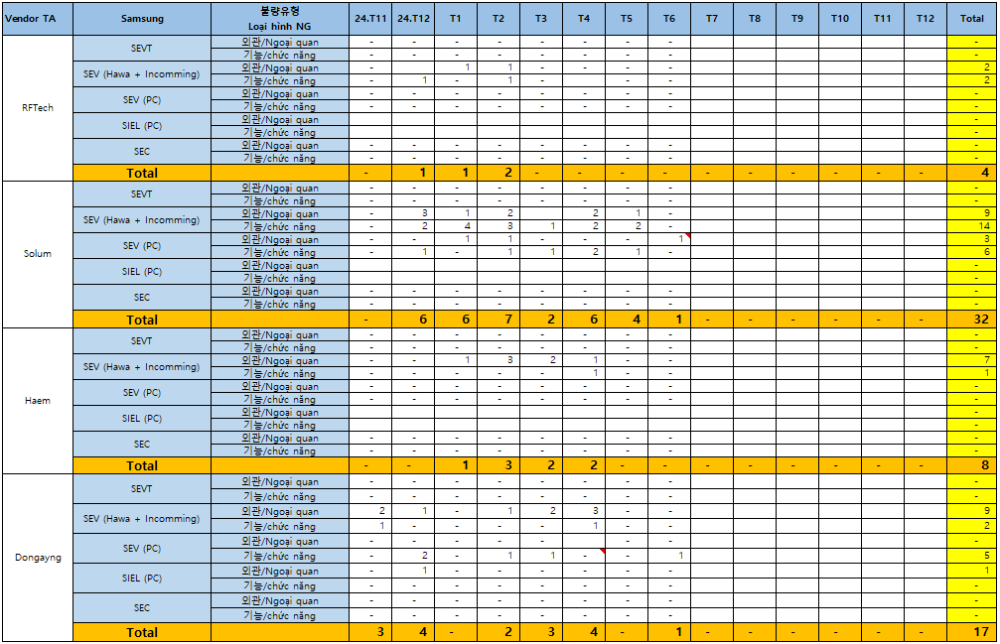 Vendor TA Samsung 불량유형 Loại hình NG 24.T11 24.T12 T1 T2 T3 T4 T5 T6 T7 T8 T9 T10 T11 T12 Total
RFTech SEVT 외관/Ngoại quan - - - - - - - - -
기능/chức năng - - - - - - - - -
SEV (Hawa + Incomming) 외관/Ngoại quan - 1 1 - - - - 2
기능/chức năng - 1 - 1 - - - - 2
SEV (PC) 외관/Ngoại quan - - - - - - - - -
기능/chức năng - - - - - - - - -
SIEL (PC) 외관/Ngoại quan -
기능/chức năng -
SEC 외관/Ngoại quan - - - - - - - - -
기능/chức năng - - - - - - - - -
Total - 1 1 2 - - - - - - - - - - 4
Solum SEVT 외관/Ngoại quan - - - - - - - - -
기능/chức năng - - - - - - - - -
SEV (Hawa + Incomming) 외관/Ngoại quan - 3 1 2 2 1 - 9
기능/chức năng - 2 4 3 1 2 2 - 14
SEV (PC) 외관/Ngoại quan - - 1 1 - - - 1 3
기능/chức năng - 1 - 1 1 2 1 - 6
SIEL (PC) 외관/Ngoại quan -
기능/chức năng -
SEC 외관/Ngoại quan - - - - - - - - -
기능/chức năng - - - - - - - - -
Total - 6 6 7 2 6 4 1 - - - - - - 32
Haem SEVT 외관/Ngoại quan - - - - - - - - -
기능/chức năng - - - - - - - - -
SEV (Hawa + Incomming) 외관/Ngoại quan - - 1 3 2 1 - - 7
기능/chức năng - - - - - 1 - - 1
SEV (PC) 외관/Ngoại quan - - - - - - - - -
기능/chức năng - - - - - - - - -
SIEL (PC) 외관/Ngoại quan -
기능/chức năng -
SEC 외관/Ngoại quan - - - - - - - - -
기능/chức năng - - - - - - - - -
Total - - 1 3 2 2 - - - - - - - - 8
Dongayng SEVT 외관/Ngoại quan - - - - - - - - -
기능/chức năng - - - - - - - - -
SEV (Hawa + Incomming) 외관/Ngoại quan 2 1 - 1 2 3 - - 9
기능/chức năng 1 - - - - 1 - - 2
SEV (PC) 외관/Ngoại quan - - - - - - - - -
기능/chức năng - 2 - 1 1 - - 1 5
SIEL (PC) 외관/Ngoại quan - 1 - - - - - - 1
기능/chức năng - - - - - - - - -
SEC 외관/Ngoại quan - - - - - - - - -
기능/chức năng - - - - - - - - -
Total 3 4 - 2 3 4 - 1 - - - - - - 17